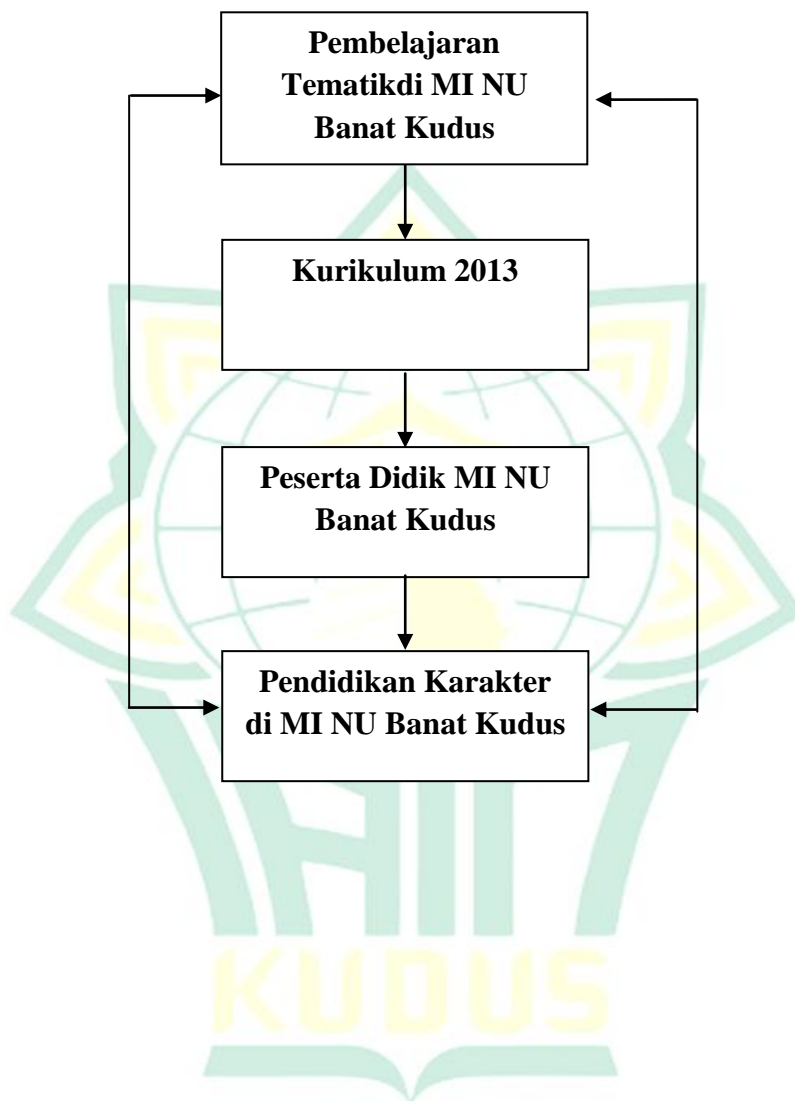 Pembelajaran
Tematikdi MI NU
Banat Kudus
Kurikulum 2013
Peserta Didik MI NU
Banat Kudus
Pendidikan Karakter
di MI NU Banat Kudus
IAIN
KUDUS